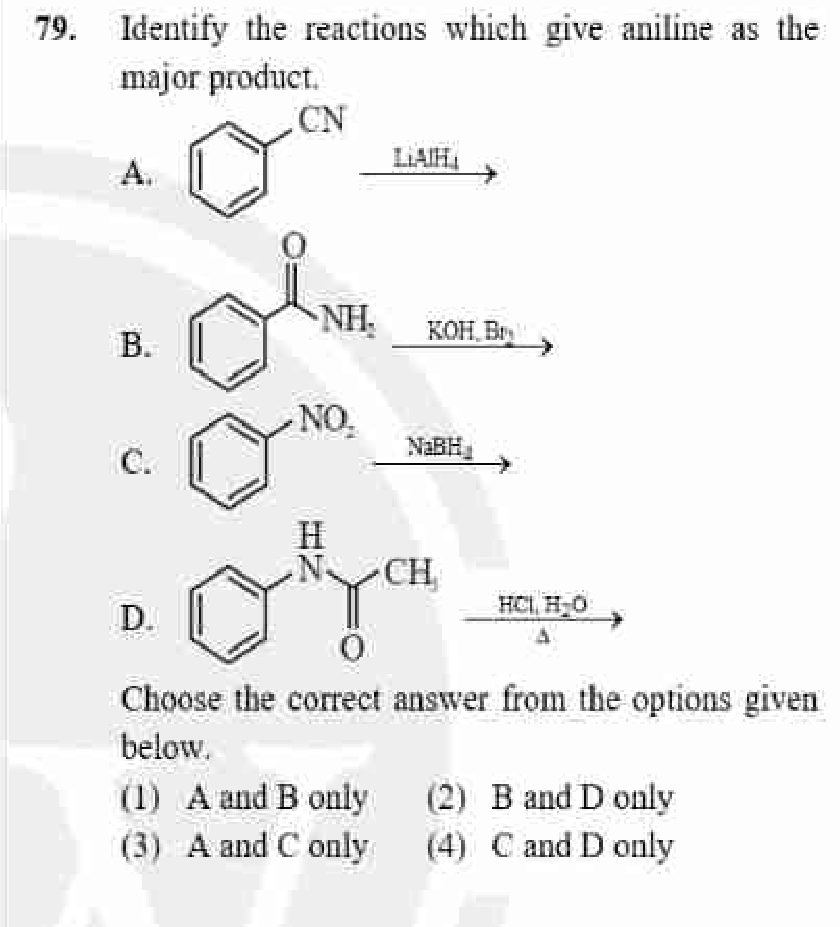 79. Identify the reactions which give aniline as the
major product.
CN
A.
LiAlH₄
O
NH₂
B.
KOH, Br₂
NO₂
C.
NaBH₄
H
N
CH₃
O
D.
HCl, H₂O
Δ
Choose the correct answer from the options given
below.
(1) A and B only (2) B and D only
(3) A and C only (4) C and D only